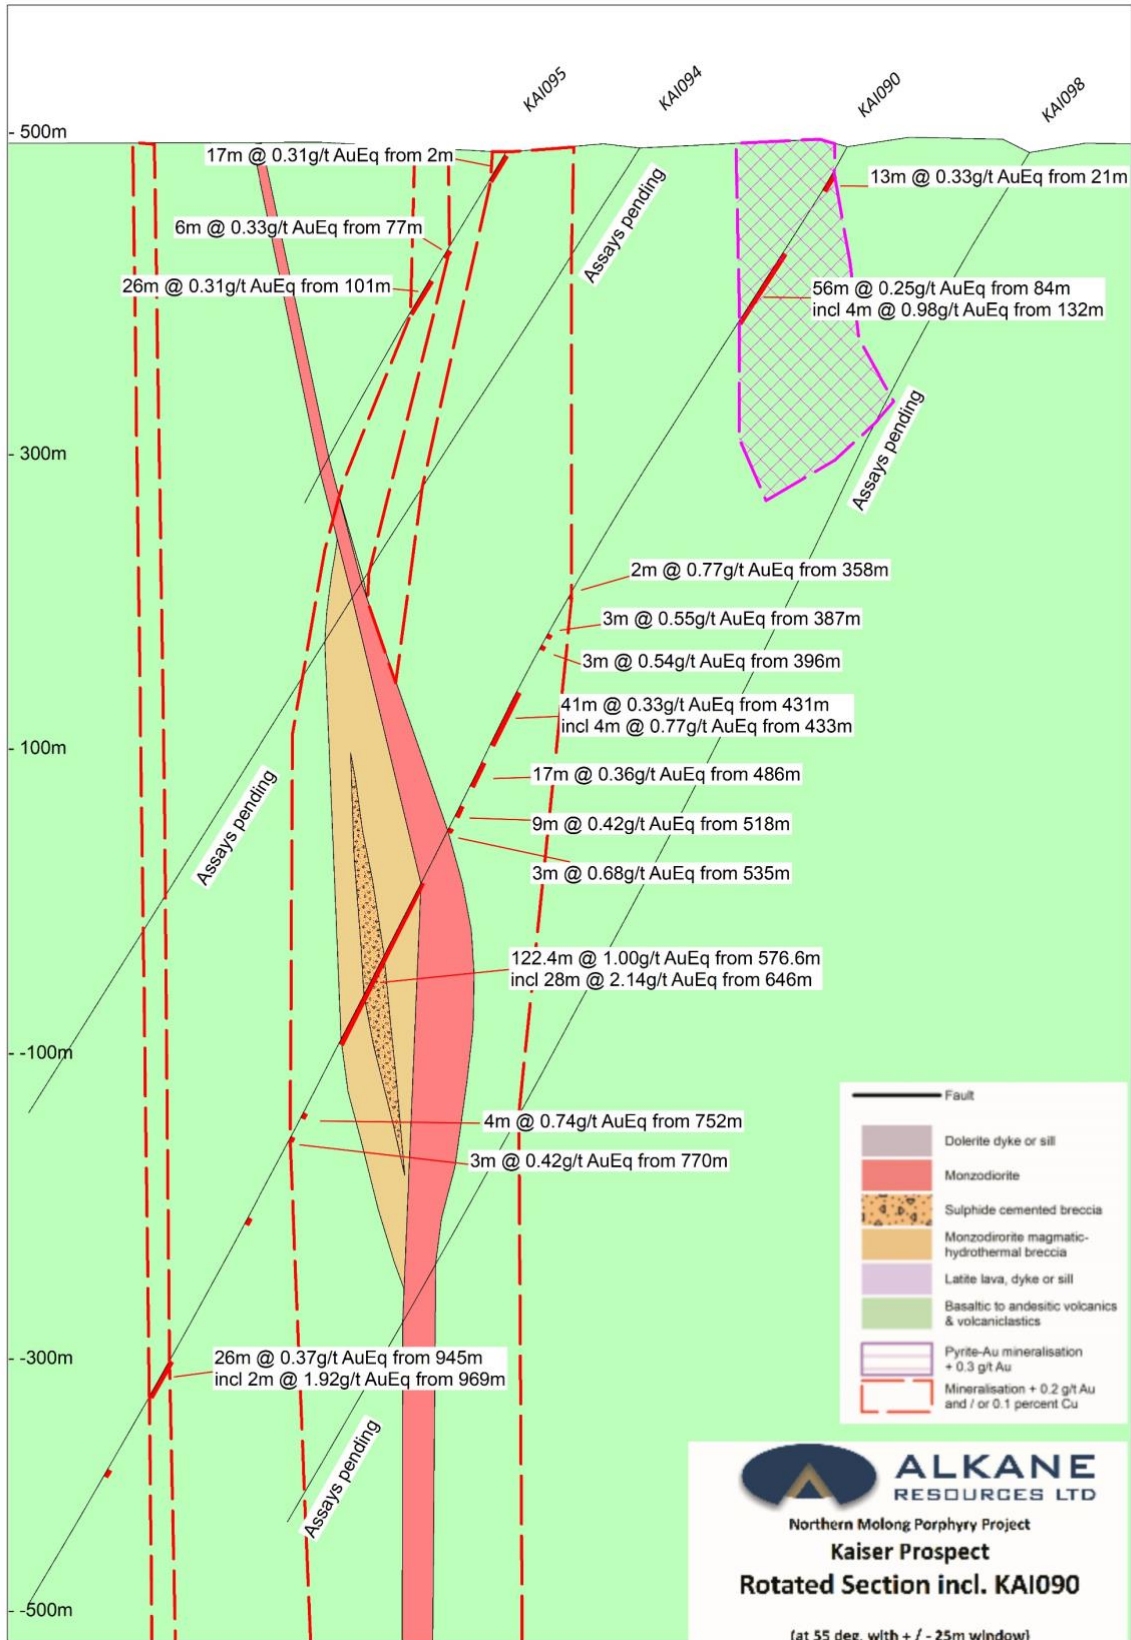 KAI095
KAI094
KAI090
KAI098
- 500m
17m @ 0.31g/t AuEq from 2m
13m @ 0.33g/t AuEq from 21m
6m @ 0.33g/t AuEq from 77m
Assays pending
26m @ 0.31g/t AuEq from 101m
56m @ 0.25g/t AuEq from 84m
incl 4m @ 0.98g/t AuEq from 132m
- 300m
Assays pending
2m @ 0.77g/t AuEq from 358m
3m @ 0.55g/t AuEq from 387m
3m @ 0.54g/t AuEq from 396m
41m @ 0.33g/t AuEq from 431m
incl 4m @ 0.77g/t AuEq from 433m
- 100m
17m @ 0.36g/t AuEq from 486m
Assays pending
9m @ 0.42g/t AuEq from 518m
3m @ 0.68g/t AuEq from 535m
122.4m @ 1.00g/t AuEq from 576.6m
incl 28m @ 2.14g/t AuEq from 646m
- -100m
4m @ 0.74g/t AuEq from 752m
3m @ 0.42g/t AuEq from 770m
- -300m
26m @ 0.37g/t AuEq from 945m
incl 2m @ 1.92g/t AuEq from 969m
Assays pending
- -500m
Fault
Dolerite dyke or sill
Monzodiorite
Sulphide cemented breccia
Monzodirorite magmatic-
hydrothermal breccia
Latite lava, dyke or sill
Basaltic to andesitic volcanics
& volcaniclastics
Pyrite-Au mineralisation
+ 0.3 g/t Au
Mineralisation + 0.2 g/t Au
and / or 0.1 percent Cu
ALKANE
RESOURCES LTD
Northern Molong Porphyry Project
Kaiser Prospect
Rotated Section incl. KAI090
(at 55 deg. with + / - 25m window)